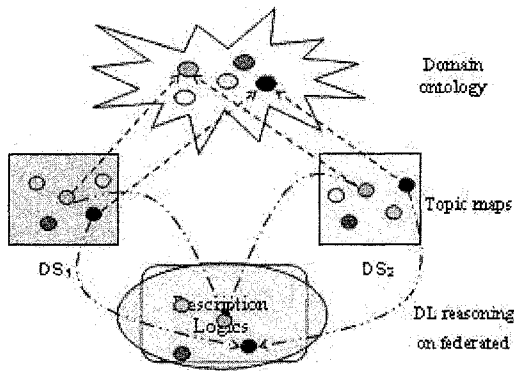 Domain
ontology
Topic maps
DS1
DS2
Description
Logics
DL reasoning
on federated